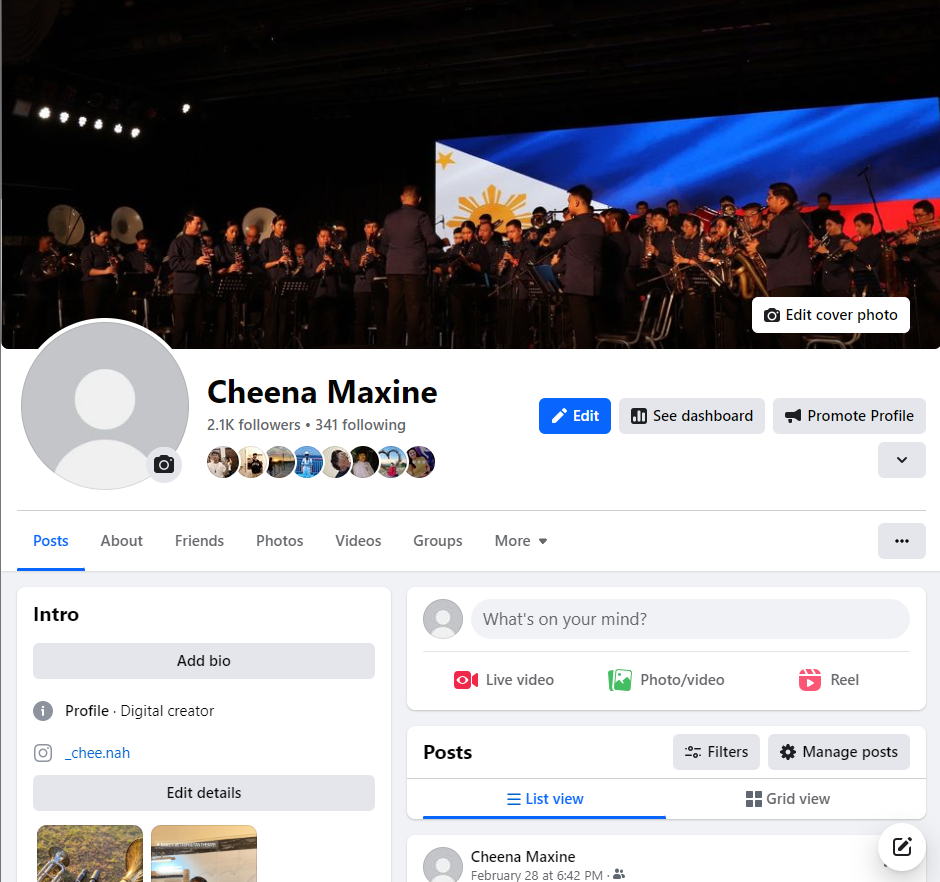 Edit cover photo
Cheena Maxine
2.1K followers • 341 following
Edit
See dashboard
Promote Profile
Posts
About
Friends
Photos
Videos
Groups
More
Intro
Add bio
Profile · Digital creator
_chee.nah
Edit details
What's on your mind?
Live video
Photo/video
Reel
Posts
Filters
Manage posts
List view
Grid view
Cheena Maxine
February 28 at 6:42 PM ·